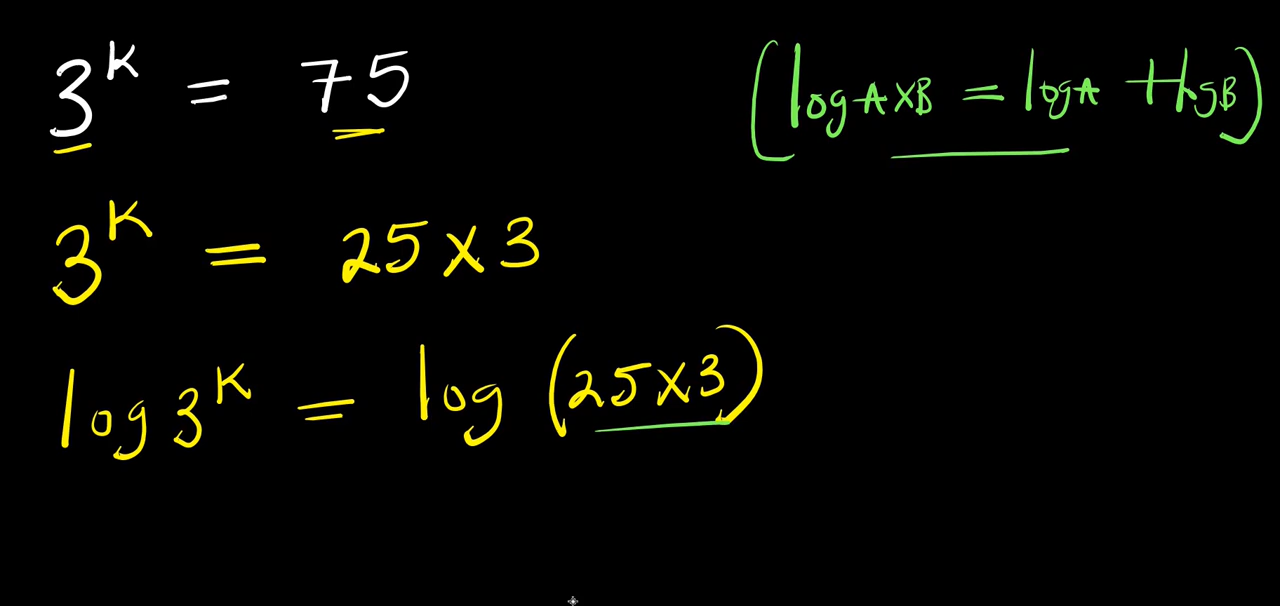 3^K = 75
(log A×B = log A + log B)
3^K = 25×3
log 3^K = log (25×3)